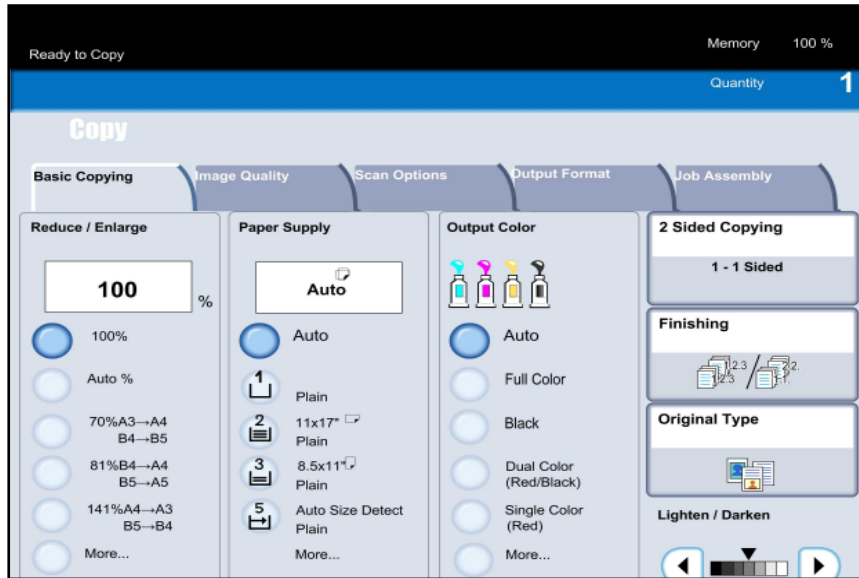 Ready to Copy
Memory 100 %
Quantity 1
Copy
Basic Copying
Image Quality
Scan Options
Output Format
Job Assembly
Reduce / Enlarge
100
%
100%
Auto %
70%A3→A4
B4→B5
81%B4→A4
B5→A5
141%A4→A3
B5→B4
More...
Paper Supply
Auto
Auto
1
Plain
2
11x17"
Plain
3
8.5x11"
Plain
5
Auto Size Detect
Plain
More...
Output Color
Auto
Full Color
Black
Dual Color
(Red/Black)
Single Color
(Red)
More...
2 Sided Copying
1 - 1 Sided
Finishing
Original Type
Lighten / Darken